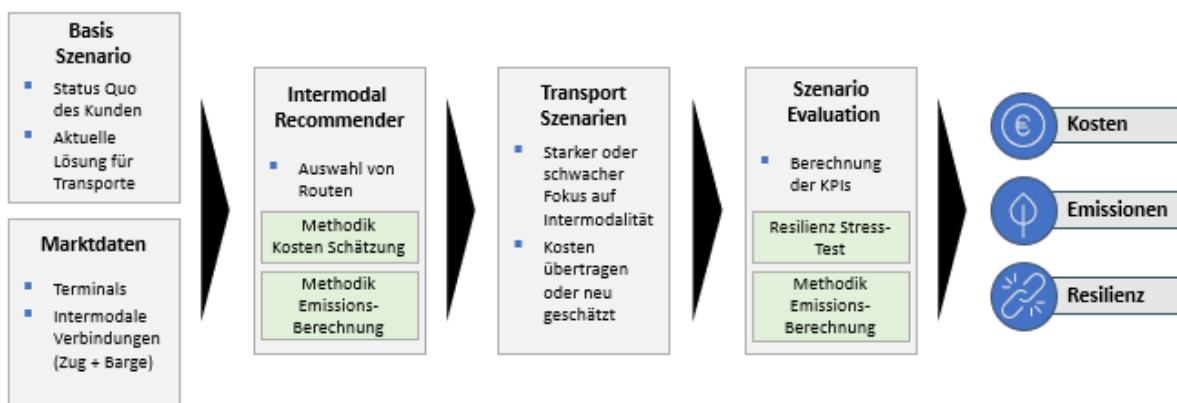 Basis
Szenario
Status Quo
des Kunden
Aktuelle
Lösung für
Transporte
Marktdaten
Terminals
Intermodale
Verbindungen
(Zug + Barge)
Intermodal
Recommender
Auswahl von
Routen
Methodik
Kosten Schätzung
Methodik
Emissions-
Berechnung
Transport
Szenarien
Starker oder
schwacher
Fokus auf
Intermodalität
Kosten
übertragen
oder neu
geschätzt
Szenario
Evaluation
Berechnung
der KPIs
Resilienz Stress-
Test
Methodik
Emissions-
Berechnung
€ Kosten
Emissionen
Resilienz